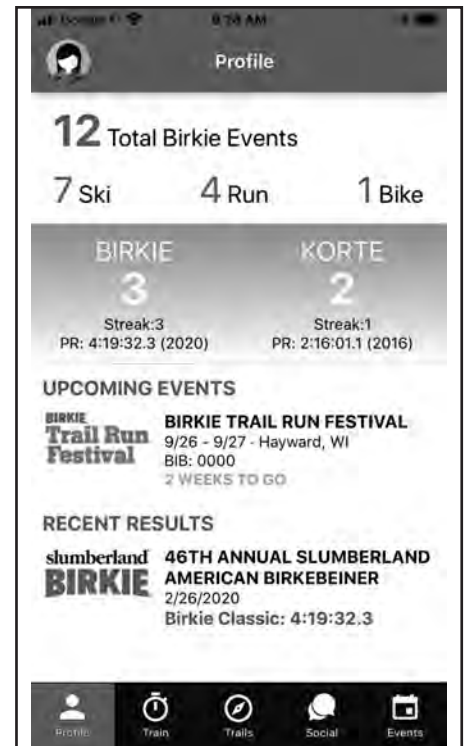 Profile
12 Total Birkie Events
7 Ski 4 Run 1 Bike
BIRKIE KORTE
3 2
Streak:3 Streak:1
PR: 4:19:32.3 (2020) PR: 2:16:01.1 (2016)
UPCOMING EVENTS
BIRKIE
Trail Run
Festival
BIRKIE TRAIL RUN FESTIVAL
9/26 - 9/27 - Hayward, WI
BIB: 0000
2 WEEKS TO GO
RECENT RESULTS
slumberland
BIRKIE
46TH ANNUAL SLUMBERLAND
AMERICAN BIRKEBEINER
2/26/2020
Birkie Classic: 4:19:32.3
Profile Train Trails Social Events